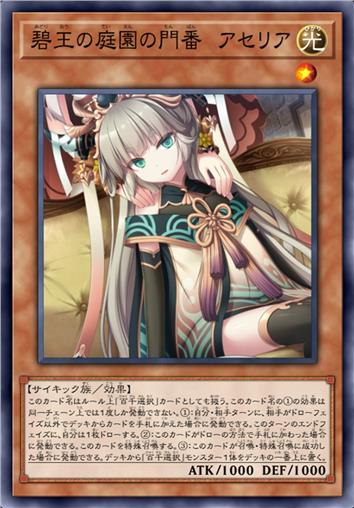 碧王の庭園の門番 アセリア
光
【サイキック族/効果】
このカード名はルール上「百千選択」カードとしても扱う。このカード名の①の効果は
同一チェーン上では1度しか発動できない。①:自分・相手ターンに、相手がドローフェ
イズ以外でデッキからカードを手札に加えた場合に発動できる。このターンのエンドフ
ェイズに、自分は1枚ドローする。②:このカードがドローの方法で手札に加わった場合
に発動できる。このカードを特殊召喚する。③:このカードが召喚・特殊召喚に成功し
た場合に発動できる。デッキから「百千選択」モンスター1体をデッキの一番上に置く。
ATK/1000 DEF/1000